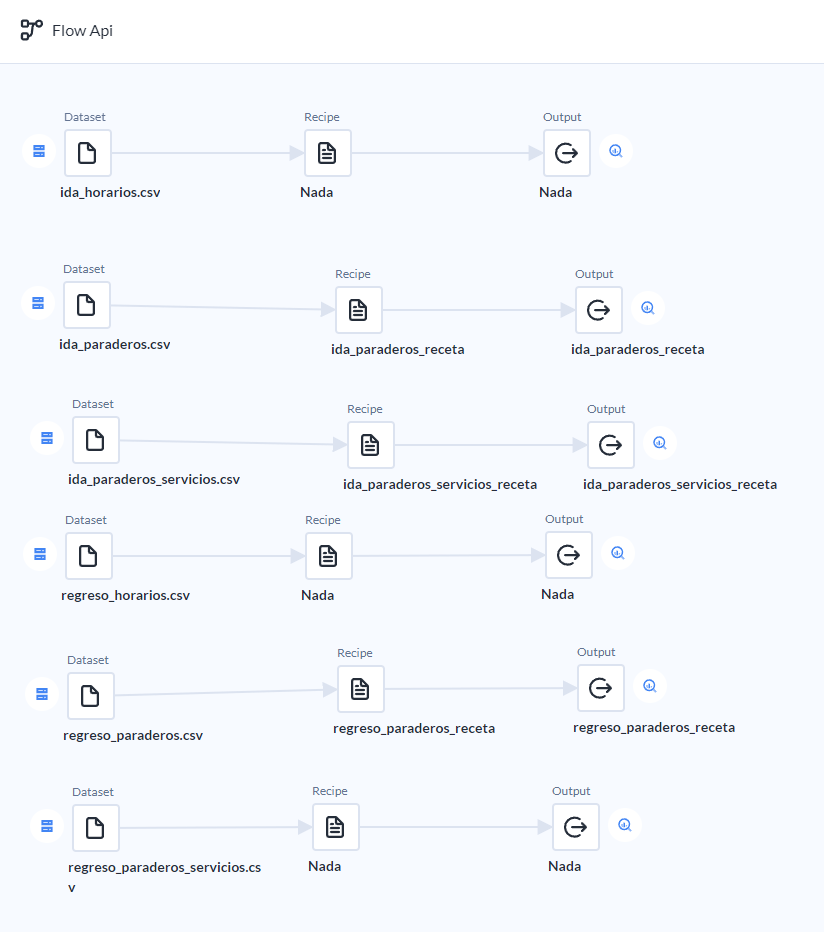 Flow Api
Dataset Recipe Output
ida_horarios.csv Nada Nada
Dataset Recipe Output
ida_paraderos.csv ida_paraderos_receta ida_paraderos_receta
Dataset Recipe Output
ida_paraderos_servicios.csv ida_paraderos_servicios_receta ida_paraderos_servicios_receta
Dataset Recipe Output
regreso_horarios.csv Nada Nada
Dataset Recipe Output
regreso_paraderos.csv regreso_paraderos_receta regreso_paraderos_receta
Dataset Recipe Output
regreso_paraderos_servicios.cs Nada Nada
v